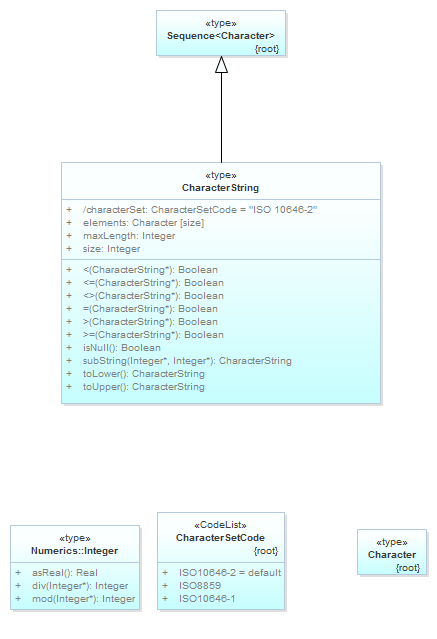 «type»
Sequence<Character>
{root}
«type»
CharacterString
+ /characterSet: CharacterSetCode = "ISO 10646-2"
+ elements: Character [size]
+ maxLength: Integer
+ size: Integer
+ <(CharacterString*): Boolean
+ <=(CharacterString*): Boolean
+ <>(CharacterString*): Boolean
+ =(CharacterString*): Boolean
+ >(CharacterString*): Boolean
+ >=(CharacterString*): Boolean
+ isNull(): Boolean
+ subString(Integer*, Integer*): CharacterString
+ toLower(): CharacterString
+ toUpper(): CharacterString
«type»
Numerics::Integer
+ asReal(): Real
+ div(Integer*): Integer
+ mod(Integer*): Integer
«CodeList»
CharacterSetCode
{root}
+ ISO10646-2 = default
+ ISO8859
+ ISO10646-1
«type»
Character
{root}